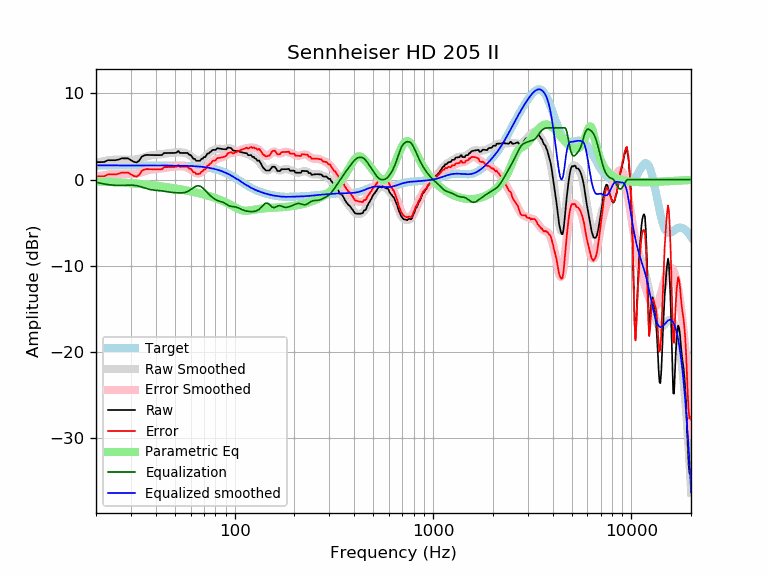 Sennheiser HD 205 II
Amplitude (dBr)
10
0
−10
−20
−30
Target
Raw Smoothed
Error Smoothed
Raw
Error
Parametric Eq
Equalization
Equalized smoothed
100
1000
10000
Frequency (Hz)